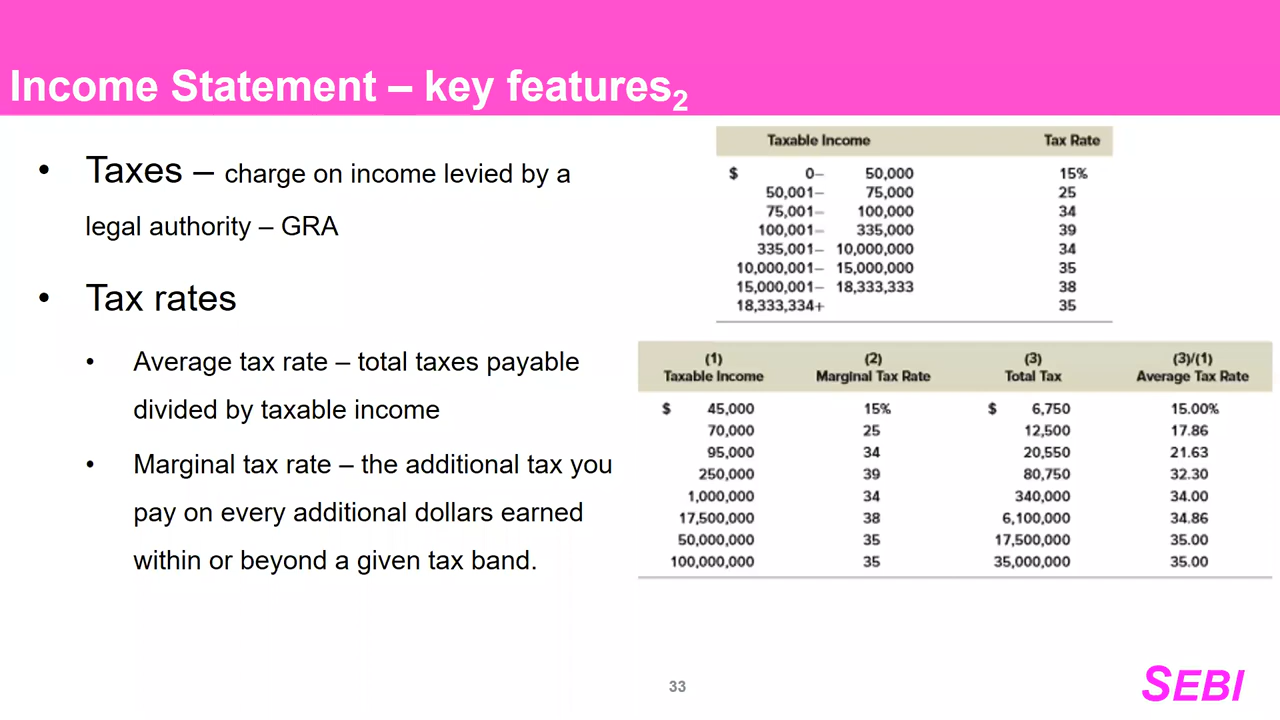 Income Statement – key features2
• Taxes – charge on income levied by a
legal authority – GRA
• Tax rates
• Average tax rate – total taxes payable
divided by taxable income
• Marginal tax rate – the additional tax you
pay on every additional dollars earned
within or beyond a given tax band.
Taxable Income Tax Rate
$ 0– 50,000 15%
50,001– 75,000 25
75,001– 100,000 34
100,001– 335,000 39
335,001– 10,000,000 34
10,000,001– 15,000,000 35
15,000,001– 18,333,333 38
18,333,334+ 35
(1) (2) (3) (3)/(1)
Taxable Income Marginal Tax Rate Total Tax Average Tax Rate
$ 45,000 15% $ 6,750 15.00%
70,000 25 12,500 17.86
95,000 34 20,550 21.63
250,000 39 80,750 32.30
1,000,000 34 340,000 34.00
17,500,000 38 6,100,000 34.86
50,000,000 35 17,500,000 35.00
100,000,000 35 35,000,000 35.00
33
SEBI